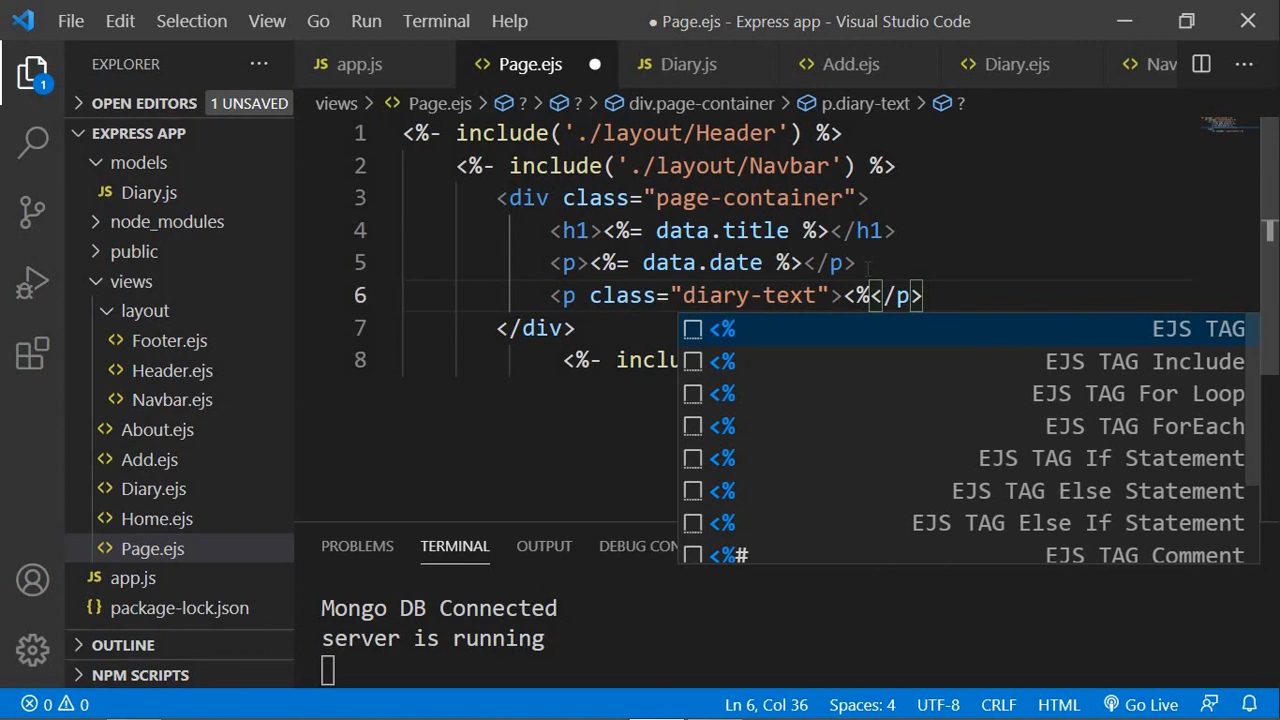 File Edit Selection View Go Run Terminal Help ● Page.ejs - Express app - Visual Studio Code
EXPLORER ··· JS app.js <> Page.ejs ● JS Diary.js <> Add.ejs <> Diary.ejs <> Nav ···
1
OPEN EDITORS 1 UNSAVED
views > <> Page.ejs > ? > ? > div.page-container > p.diary-text > ?
EXPRESS APP
models
JS Diary.js
node_modules
public
views
layout
<> Footer.ejs
<> Header.ejs
<> Navbar.ejs
<> About.ejs
<> Add.ejs
<> Diary.ejs
<> Home.ejs
<> Page.ejs
JS app.js
{} package-lock.json
OUTLINE
NPM SCRIPTS
1 <%- include('./layout/Header') %>
2 <%- include('./layout/Navbar') %>
3 <div class="page-container">
4 <h1><%= data.title %></h1>
5 <p><%= data.date %></p>
6 <p class="diary-text"><%</p>
7 </div>
8 <%- inclu
<% EJS TAG
<% EJS TAG Include
<% EJS TAG For Loop
<% EJS TAG ForEach
<% EJS TAG If Statement
<% EJS TAG Else Statement
<% EJS TAG Else If Statement
<%# EJS TAG Comment
PROBLEMS TERMINAL OUTPUT DEBUG CON
Mongo DB Connected
server is running
0 0 Ln 6, Col 36 Spaces: 4 UTF-8 CRLF HTML Go Live